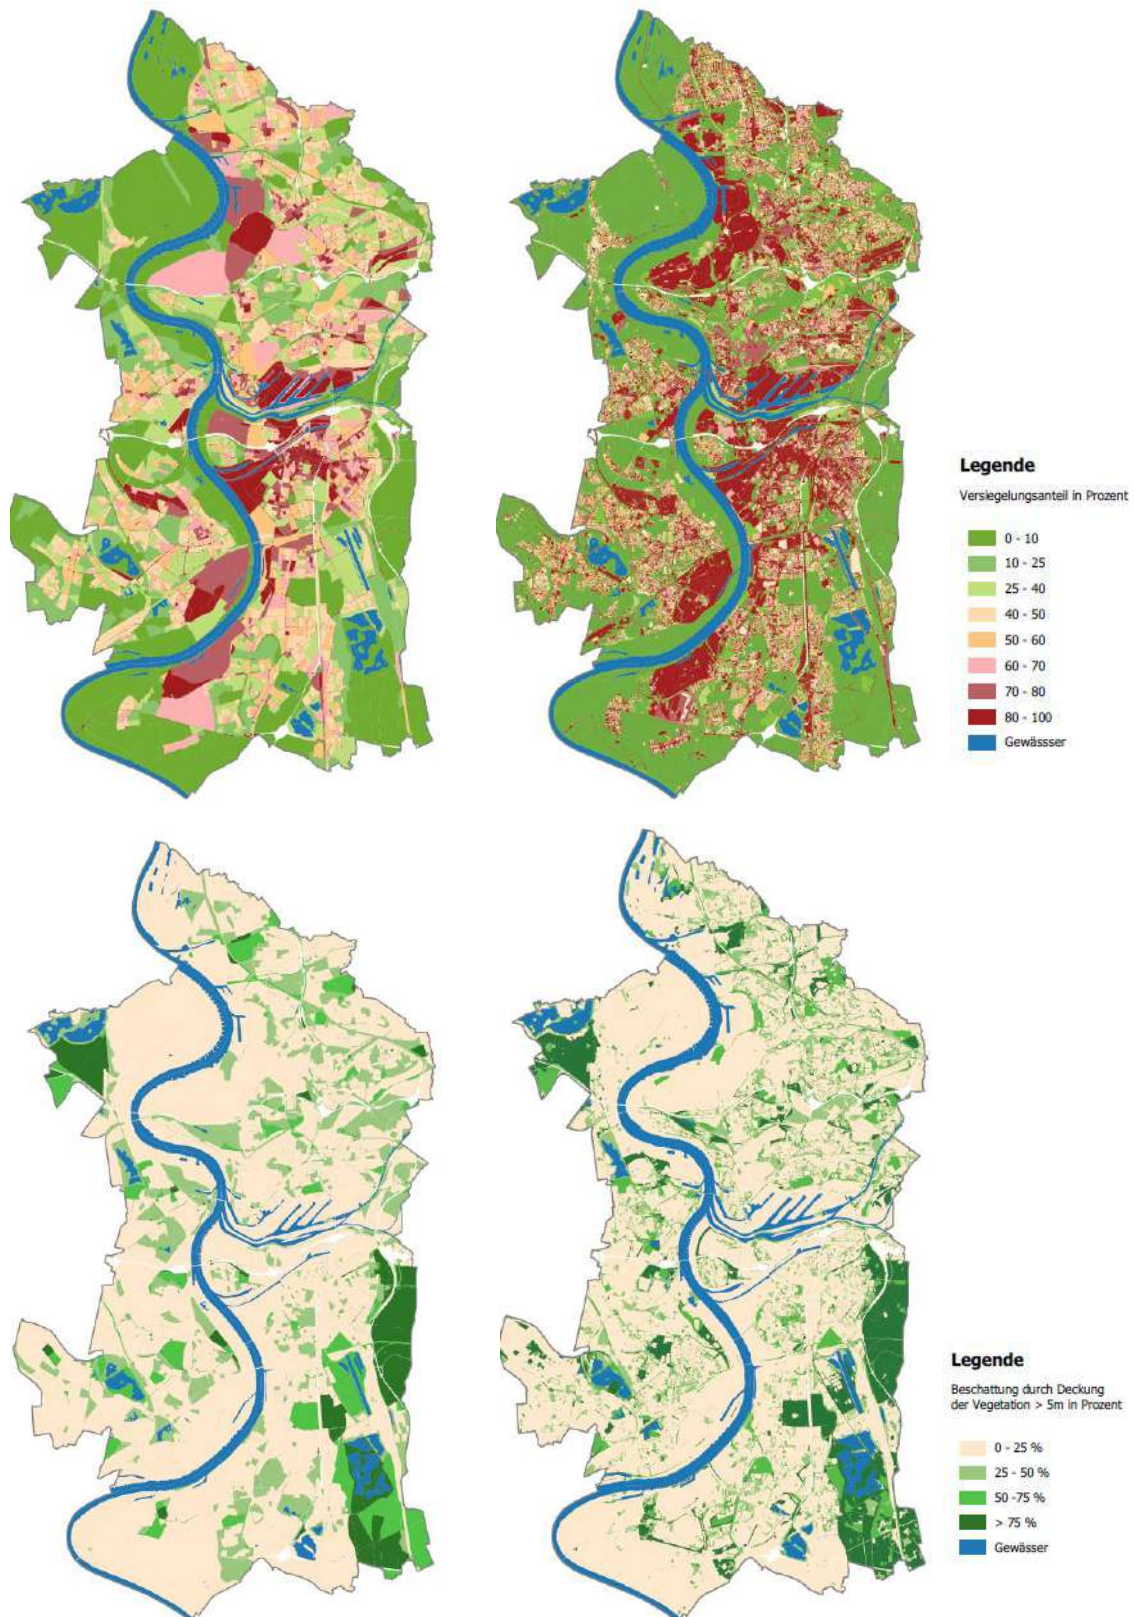 Legende
Versiegelungsanteil in Prozent
0 - 10
10 - 25
25 - 40
40 - 50
50 - 60
60 - 70
70 - 80
80 - 100
Gewässser
Legende
Beschattung durch Deckung
der Vegetation > 5m in Prozent
0 - 25 %
25 - 50 %
50 -75 %
> 75 %
Gewässer